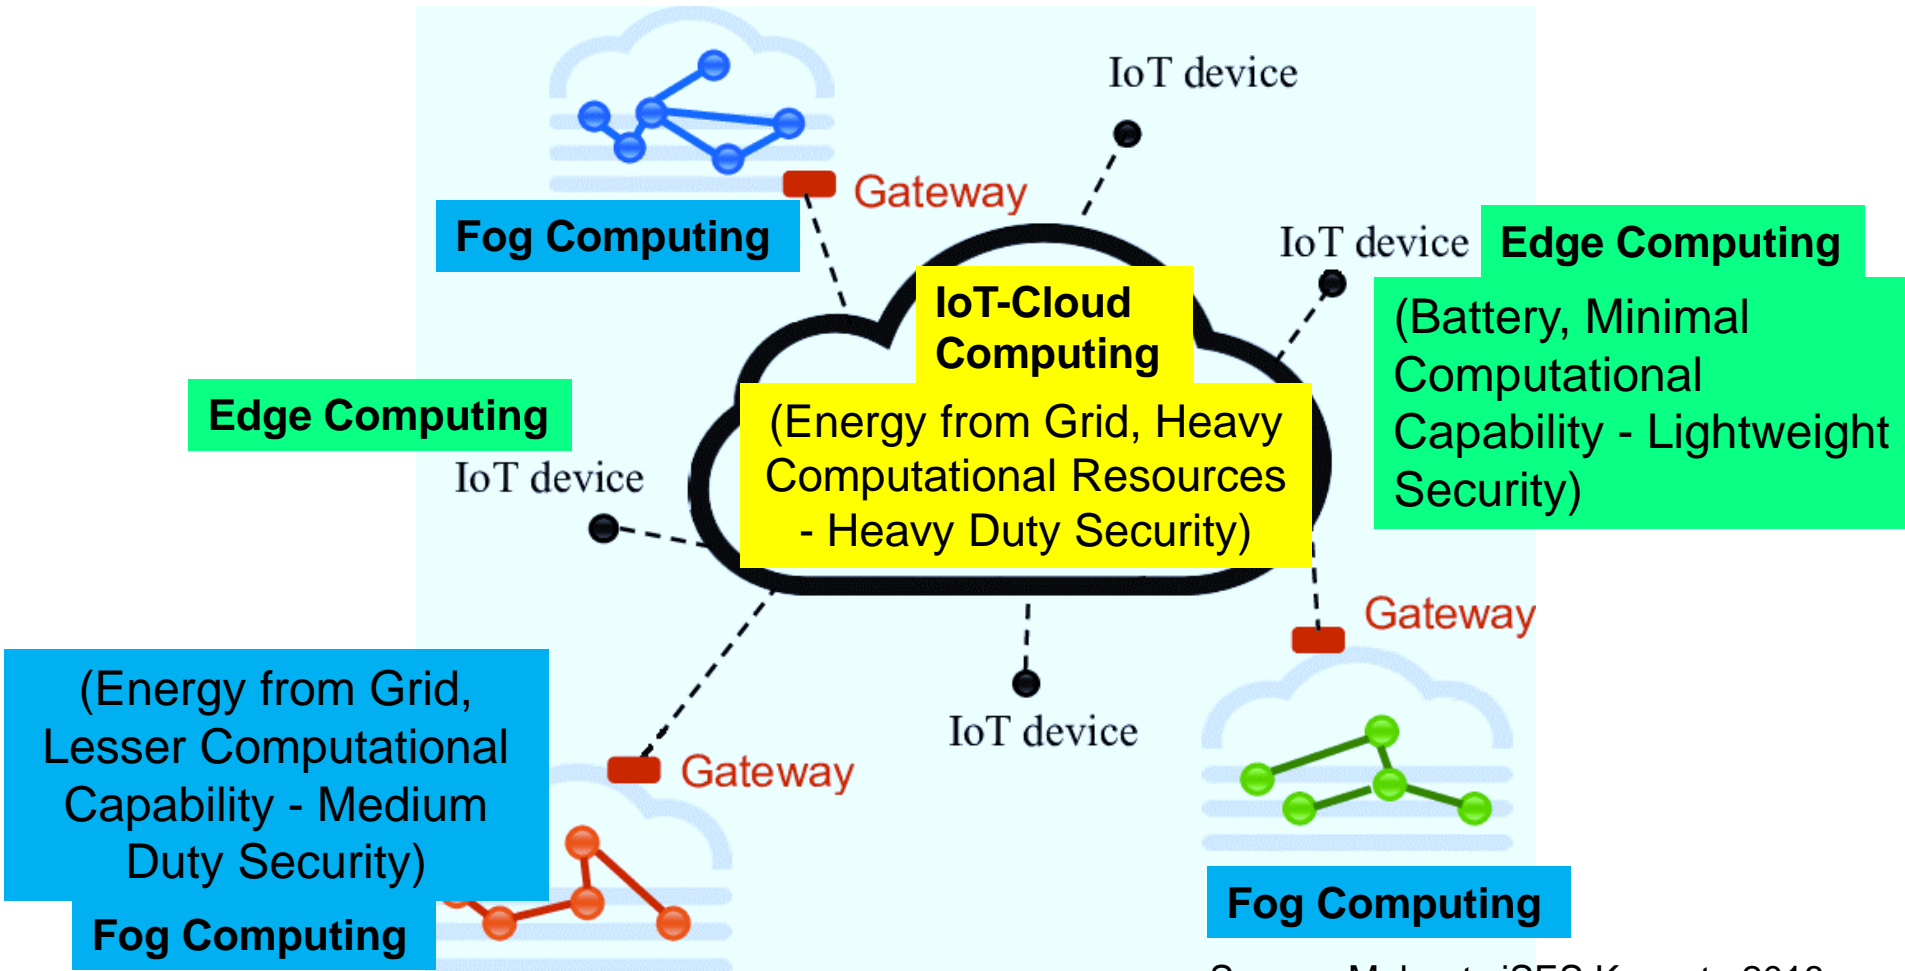 IoT device
Gateway
Fog Computing
IoT device
Edge Computing
IoT-Cloud
Computing
(Battery, Minimal
Computational
Capability - Lightweight
Security)
Edge Computing
(Energy from Grid, Heavy
Computational Resources
- Heavy Duty Security)
IoT device
Gateway
(Energy from Grid,
Lesser Computational
Capability - Medium
Duty Security)
Fog Computing
Gateway
IoT device
Fog Computing